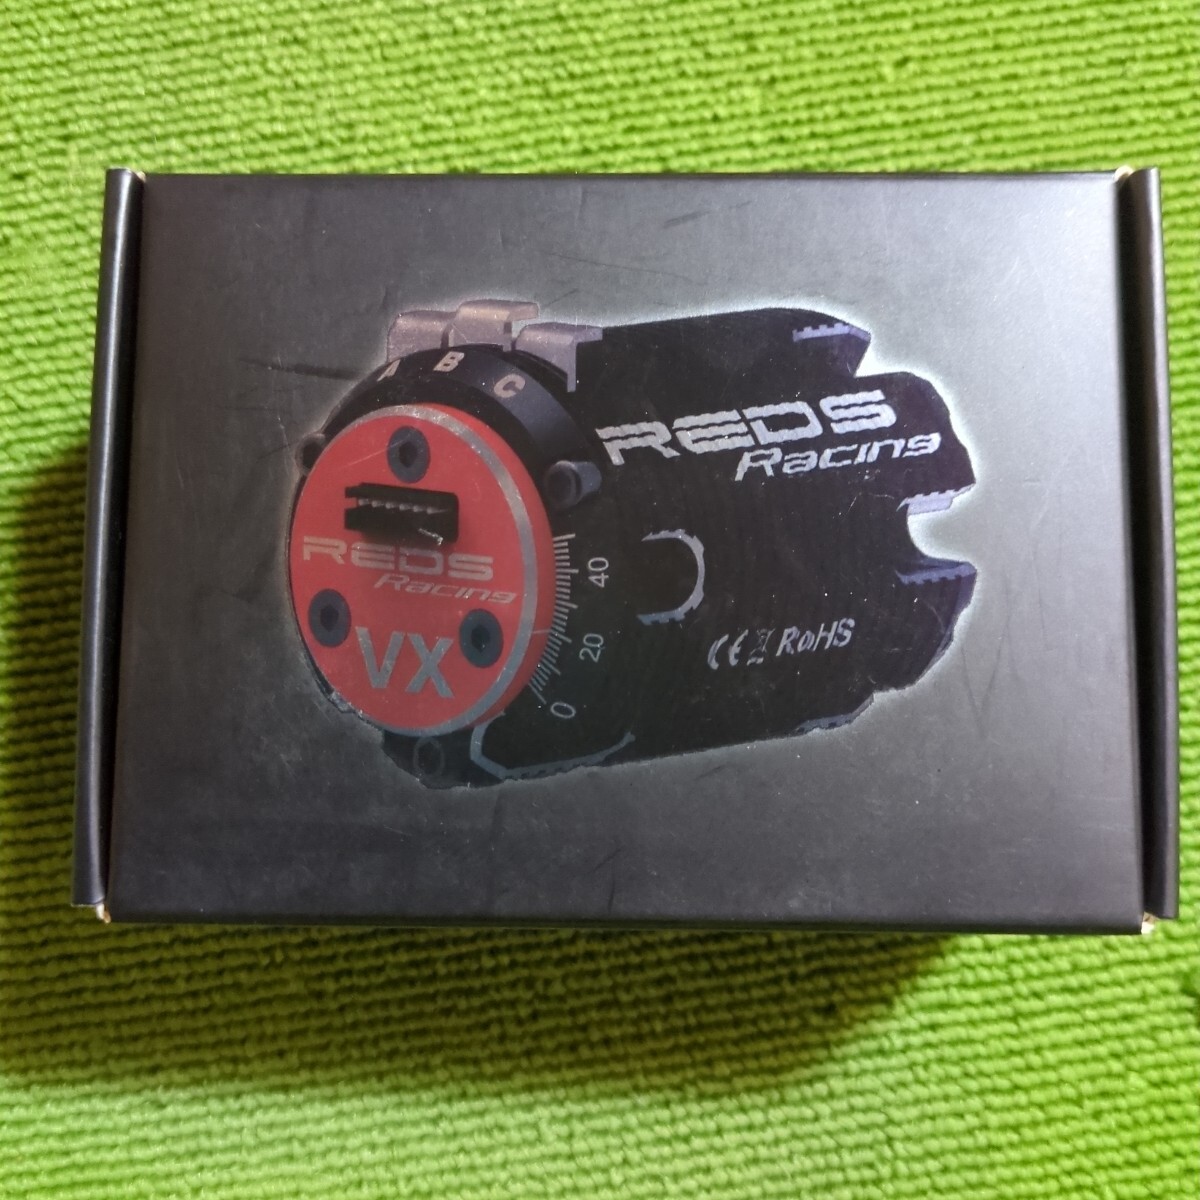 A B C
REDS
Racing
REDS
Racing
VX
40
20
0
CE RoHS